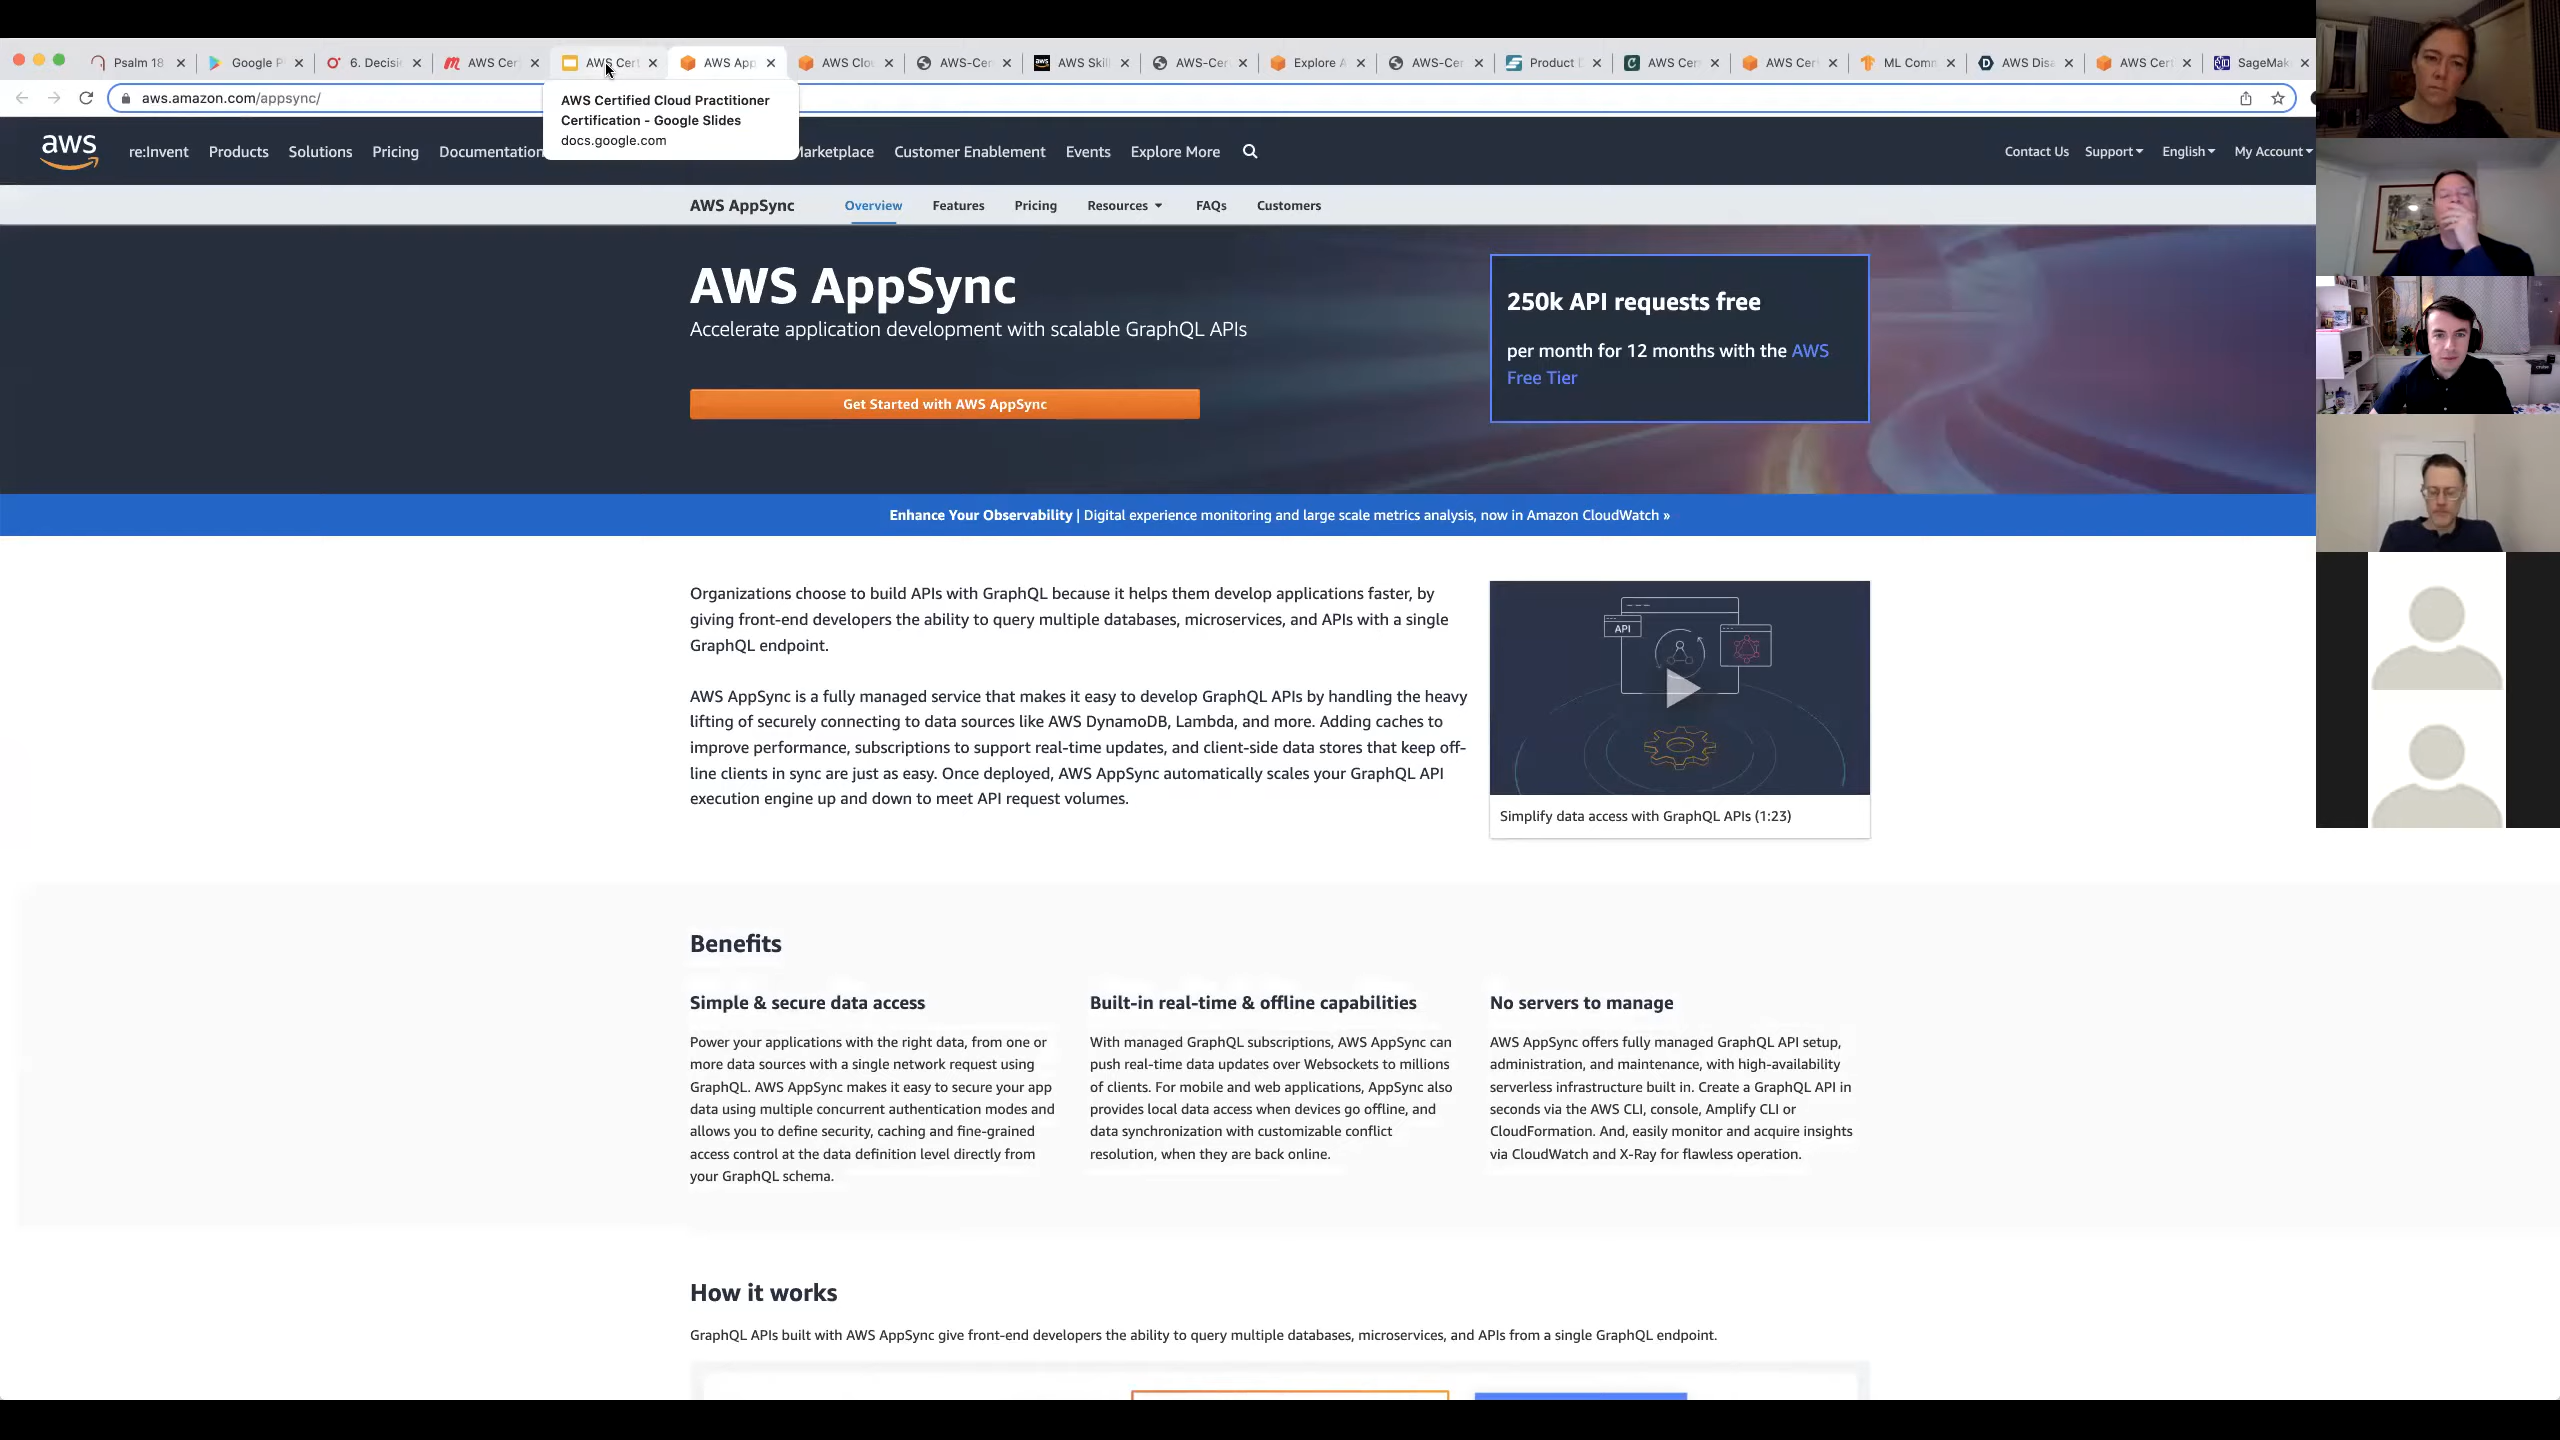 Psalm 18
Google P
6. Decisi
AWS Cer
AWS Cert
AWS App
AWS Clo
AWS-Cer
AWS Skil
AWS-Cer
Explore A
AWS-Cer
Product D
AWS Cer
AWS Cert
ML Comm
AWS Disa
AWS Cert
SageMak
aws.amazon.com/appsync/
AWS Certified Cloud Practitioner
Certification - Google Slides
docs.google.com
aws
re:Invent
Products
Solutions
Pricing
Documentation
Marketplace
Customer Enablement
Events
Explore More
Contact Us
Support
English
My Account
AWS AppSync
Overview
Features
Pricing
Resources
FAQs
Customers
AWS AppSync
Accelerate application development with scalable GraphQL APIs
Get Started with AWS AppSync
250k API requests free
per month for 12 months with the AWS
Free Tier
Enhance Your Observability | Digital experience monitoring and large scale metrics analysis, now in Amazon CloudWatch »
Organizations choose to build APIs with GraphQL because it helps them develop applications faster, by
giving front-end developers the ability to query multiple databases, microservices, and APIs with a single
GraphQL endpoint.
AWS AppSync is a fully managed service that makes it easy to develop GraphQL APIs by handling the heavy
lifting of securely connecting to data sources like AWS DynamoDB, Lambda, and more. Adding caches to
improve performance, subscriptions to support real-time updates, and client-side data stores that keep off-
line clients in sync are just as easy. Once deployed, AWS AppSync automatically scales your GraphQL API
execution engine up and down to meet API request volumes.
API
Simplify data access with GraphQL APIs (1:23)
Benefits
Simple & secure data access
Power your applications with the right data, from one or
more data sources with a single network request using
GraphQL. AWS AppSync makes it easy to secure your app
data using multiple concurrent authentication modes and
allows you to define security, caching and fine-grained
access control at the data definition level directly from
your GraphQL schema.
Built-in real-time & offline capabilities
With managed GraphQL subscriptions, AWS AppSync can
push real-time data updates over Websockets to millions
of clients. For mobile and web applications, AppSync also
provides local data access when devices go offline, and
data synchronization with customizable conflict
resolution, when they are back online.
No servers to manage
AWS AppSync offers fully managed GraphQL API setup,
administration, and maintenance, with high-availability
serverless infrastructure built in. Create a GraphQL API in
seconds via the AWS CLI, console, Amplify CLI or
CloudFormation. And, easily monitor and acquire insights
via CloudWatch and X-Ray for flawless operation.
How it works
GraphQL APIs built with AWS AppSync give front-end developers the ability to query multiple databases, microservices, and APIs from a single GraphQL endpoint.